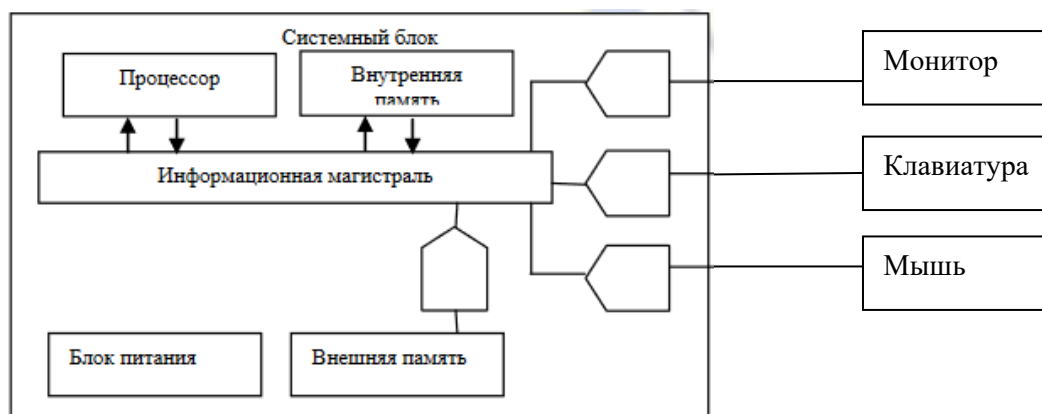 Системный блок
Процессор
Внутренняя
память
Монитор
Информационная магистраль
Клавиатура
Мышь
Блок питания
Внешняя память